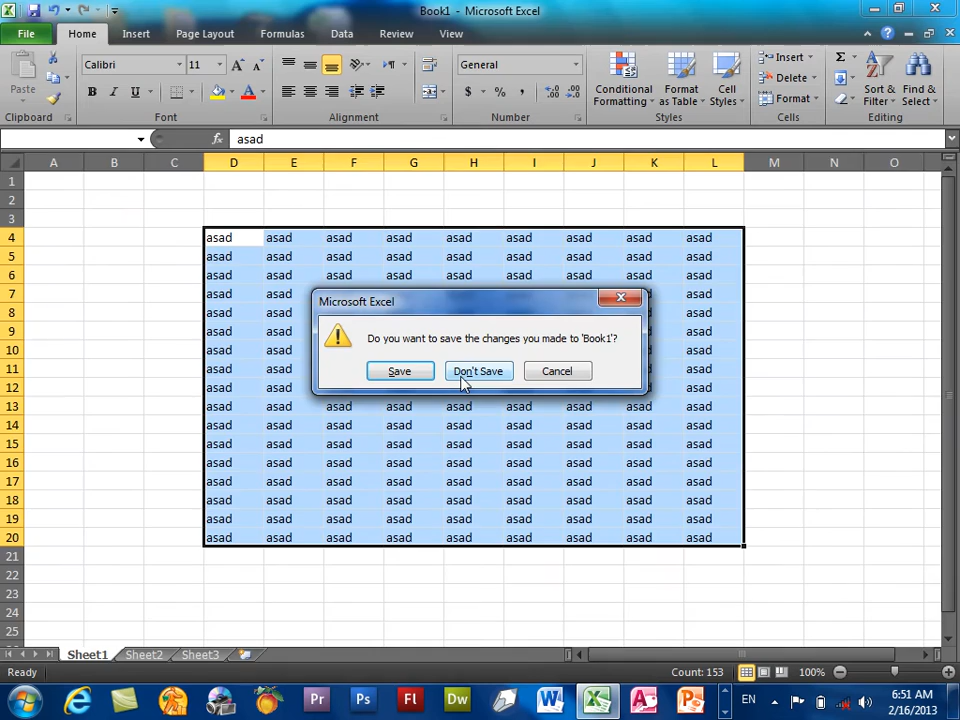 Book1 - Microsoft Excel
File Home Insert Page Layout Formulas Data Review View
Paste
Calibri 11 General
B I U
Conditional Formatting Format as Table Cell Styles
Insert
Delete
Format
Sort & Filter Find & Select
Clipboard Font Alignment Number Styles Cells Editing
fx asad
A B C D E F G H I J K L M N O
1
2
3
4 asad asad asad asad asad asad asad asad asad
5 asad asad asad asad asad asad asad asad asad
6 asad asad asad asad asad asad asad asad asad
7 asad asad asad
8 asad asad asad
9 asad asad asad
10 asad asad asad
11 asad asad asad
12 asad asad asad
Microsoft Excel
Do you want to save the changes you made to 'Book1'?
Save Don't Save Cancel
13 asad asad asad asad asad asad asad asad asad
14 asad asad asad asad asad asad asad asad asad
15 asad asad asad asad asad asad asad asad asad
16 asad asad asad asad asad asad asad asad asad
17 asad asad asad asad asad asad asad asad asad
18 asad asad asad asad asad asad asad asad asad
19 asad asad asad asad asad asad asad asad asad
20 asad asad asad asad asad asad asad asad asad
21
22
23
24
25
Sheet1 Sheet2 Sheet3
Ready Count: 153 100%
Pr Ps Fl Dw EN 6:51 AM
2/16/2013